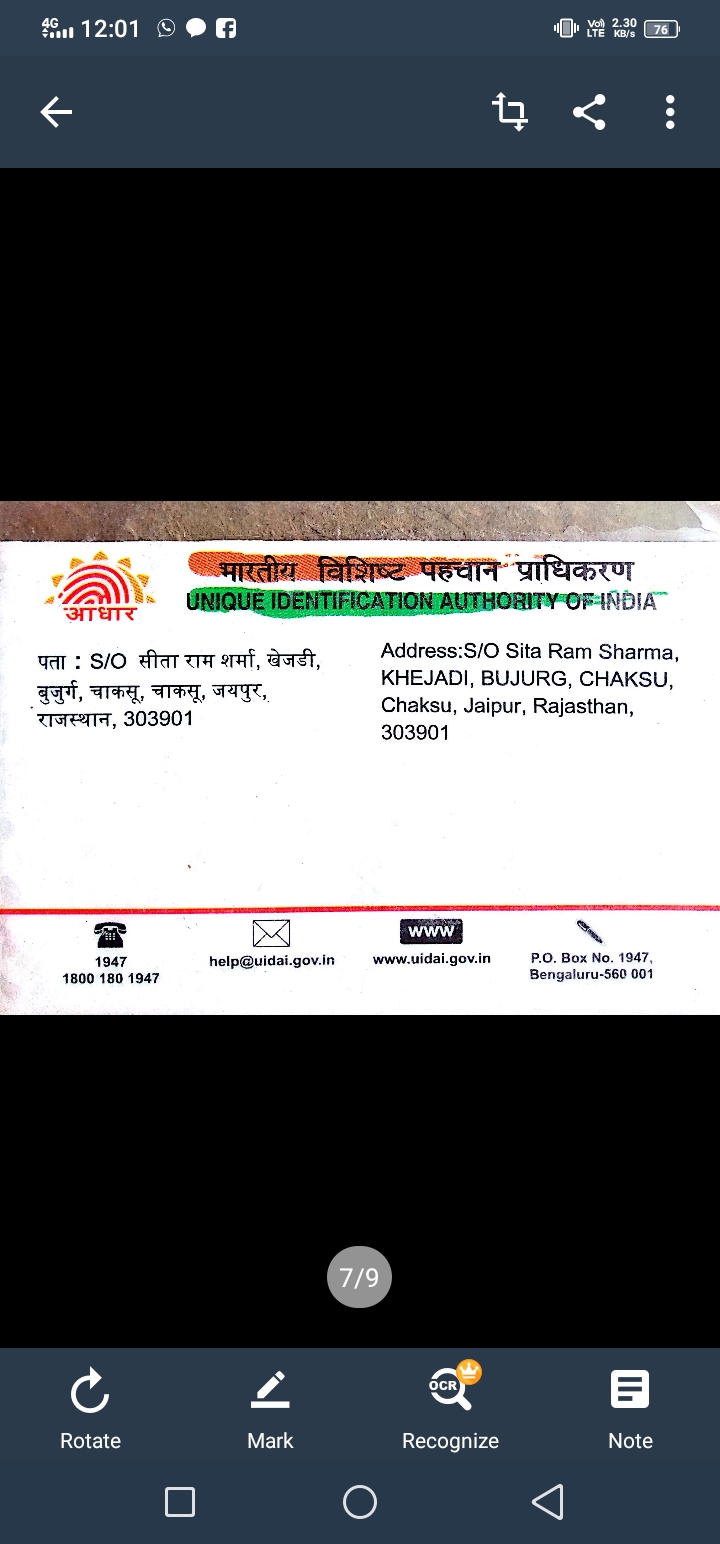 4G 12:01 Vo) LTE 2.30 KB/s 76
आधार
भारतीय विशिष्ट पहचान प्राधिकरण
UNIQUE IDENTIFICATION AUTHORITY OF INDIA
पता : S/O सीता राम शर्मा, खेजडी,
बुजुर्ग, चाकसू, चाकसू, जयपुर,
राजस्थान, 303901
Address:S/O Sita Ram Sharma,
KHEJADI, BUJURG, CHAKSU,
Chaksu, Jaipur, Rajasthan,
303901
1947
1800 180 1947
help@uidai.gov.in
www
www.uidai.gov.in
P.O. Box No. 1947,
Bengaluru-560 001
7/9
OCR
Rotate Mark Recognize Note